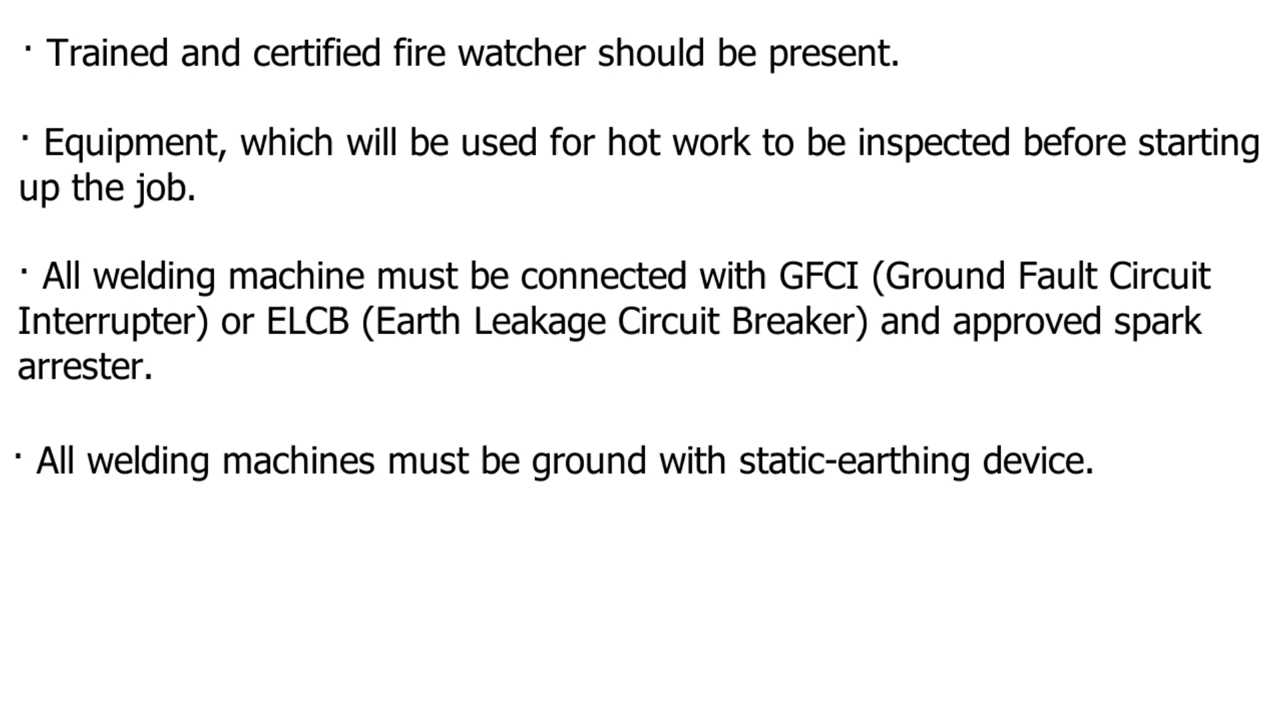 · Trained and certified fire watcher should be present.
· Equipment, which will be used for hot work to be inspected before starting
up the job.
· All welding machine must be connected with GFCI (Ground Fault Circuit
Interrupter) or ELCB (Earth Leakage Circuit Breaker) and approved spark
arrester.
· All welding machines must be ground with static-earthing device.